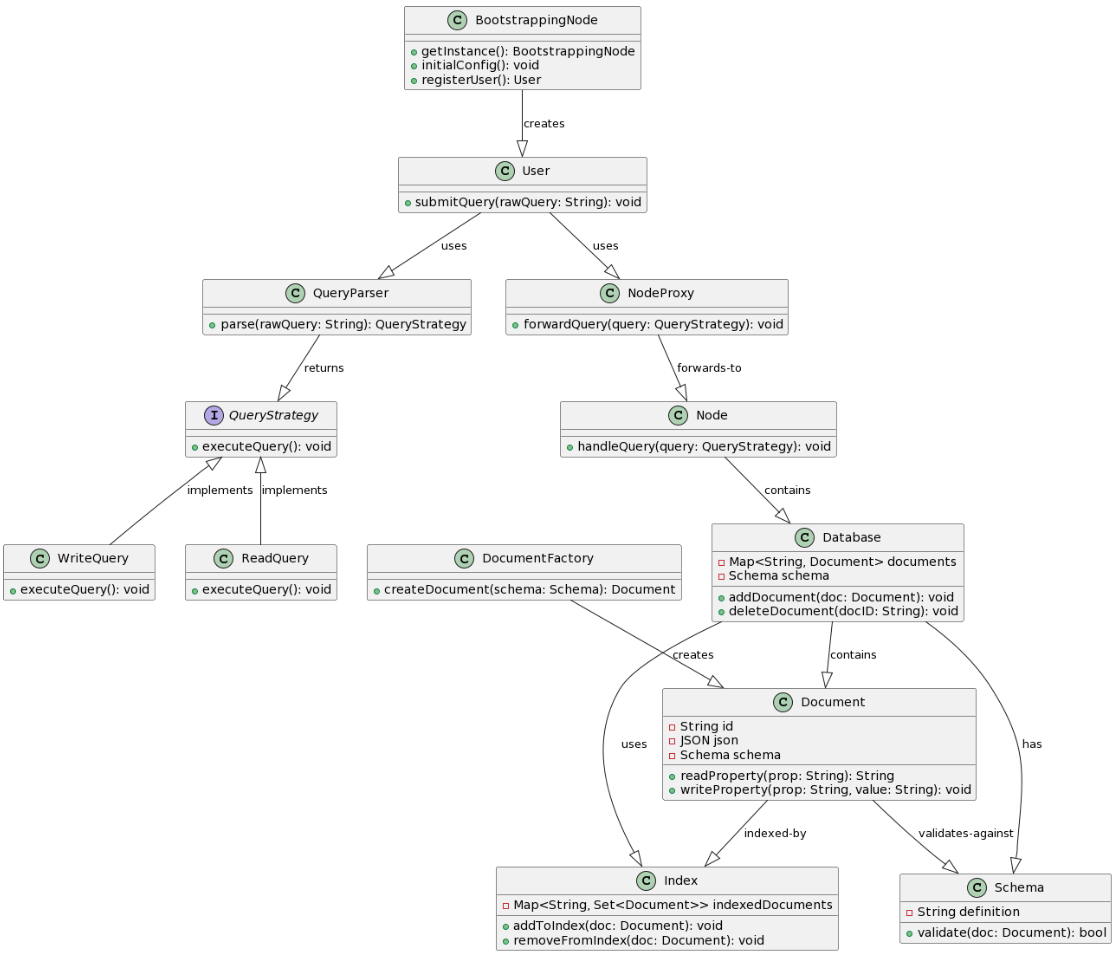 C BootstrappingNode
getInstance(): BootstrappingNode
initialConfig(): void
registerUser(): User
creates
C User
submitQuery(rawQuery: String): void
uses
uses
C QueryParser
parse(rawQuery: String): QueryStrategy
C NodeProxy
forwardQuery(query: QueryStrategy): void
returns
forwards-to
I QueryStrategy
executeQuery(): void
C Node
handleQuery(query: QueryStrategy): void
implements
implements
contains
C WriteQuery
executeQuery(): void
C ReadQuery
executeQuery(): void
C DocumentFactory
createDocument(schema: Schema): Document
C Database
Map<String, Document> documents
Schema schema
addDocument(doc: Document): void
deleteDocument(docID: String): void
creates
contains
uses
has
C Document
String id
JSON json
Schema schema
readProperty(prop: String): String
writeProperty(prop: String, value: String): void
indexed-by
validates-against
C Index
Map<String, Set<Document>> indexedDocuments
addToIndex(doc: Document): void
removeFromIndex(doc: Document): void
C Schema
String definition
validate(doc: Document): bool